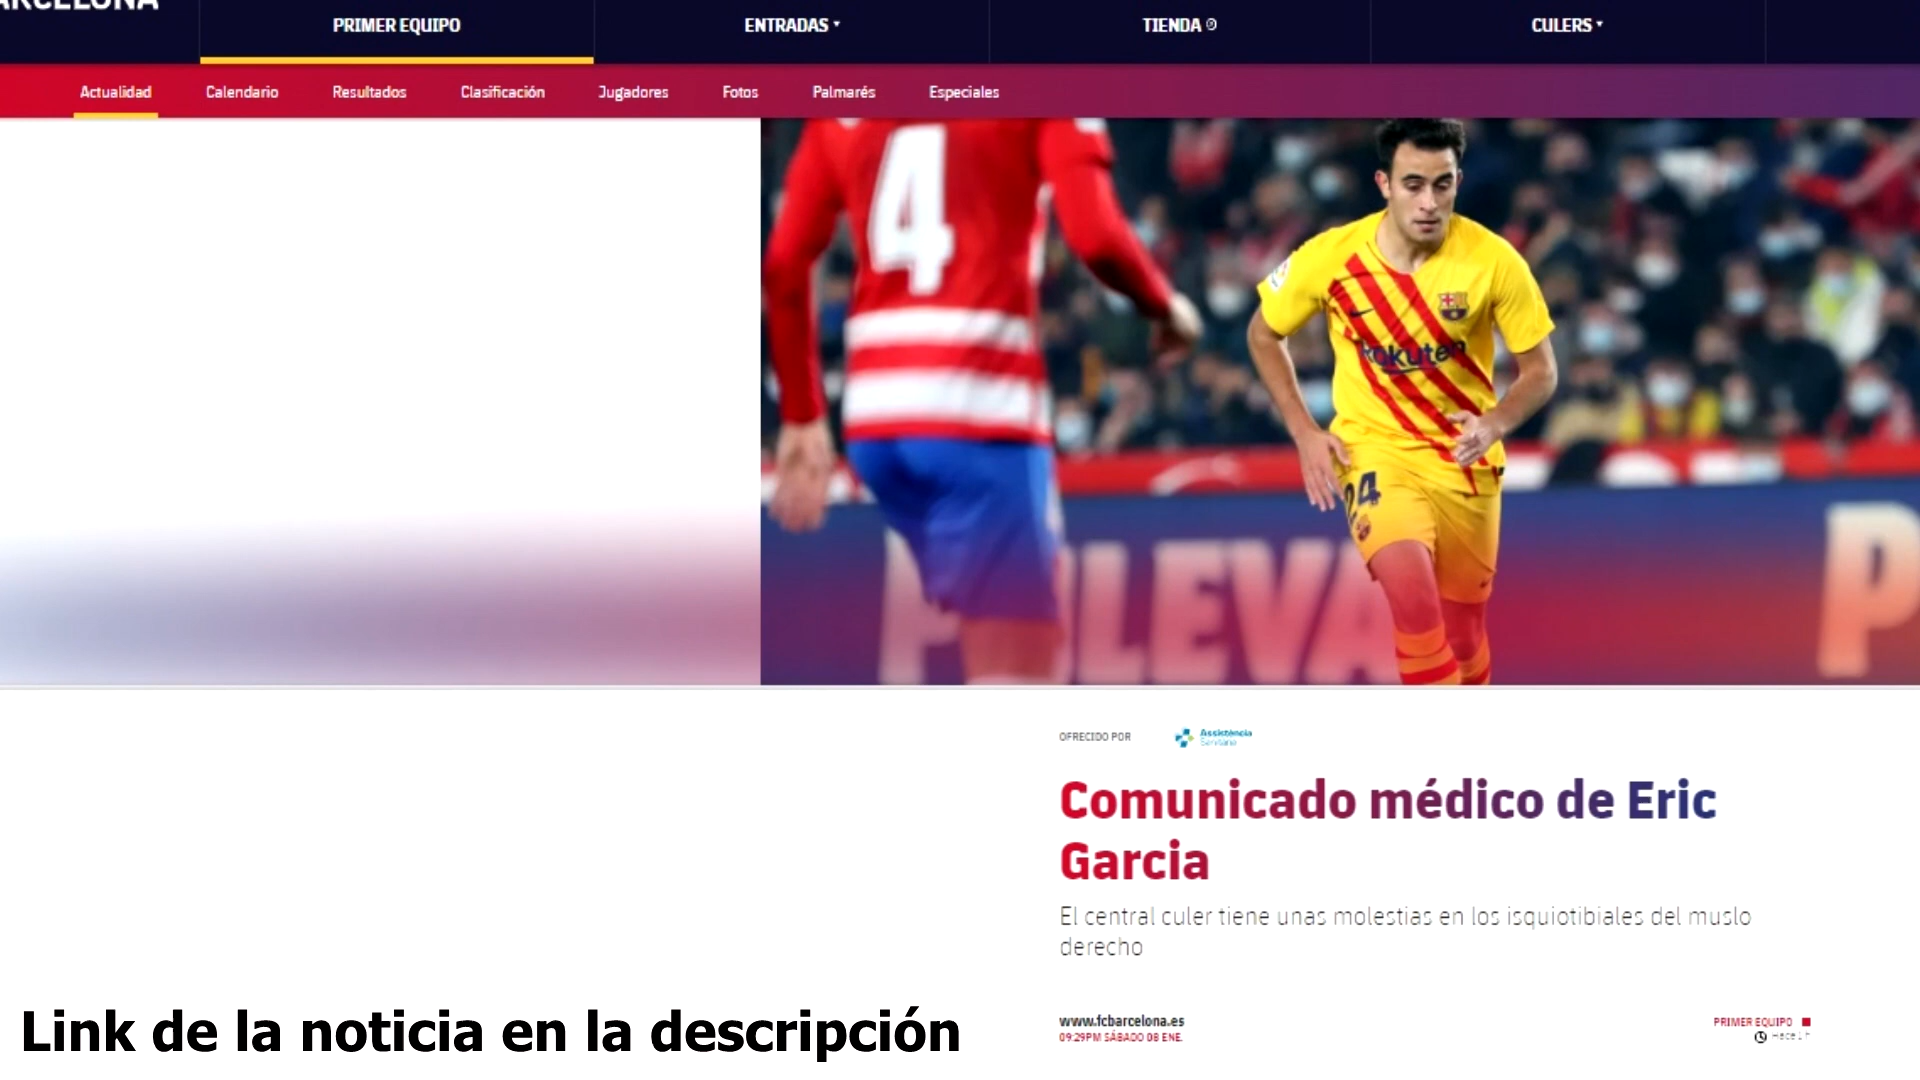 PRIMER EQUIPO
ENTRADAS
TIENDA
CULERS
Actualidad
Calendario
Resultados
Clasificación
Jugadores
Fotos
Palmarés
Especiales
4
24
OFRECIDO POR
Assistència
Sanitària
Comunicado médico de Eric
Garcia
El central culer tiene unas molestias en los isquiotibiales del muslo
derecho
Link de la noticia en la descripción
www.fcbarcelona.es
09:29PM SÁBADO 08 ENE.
PRIMER EQUIPO